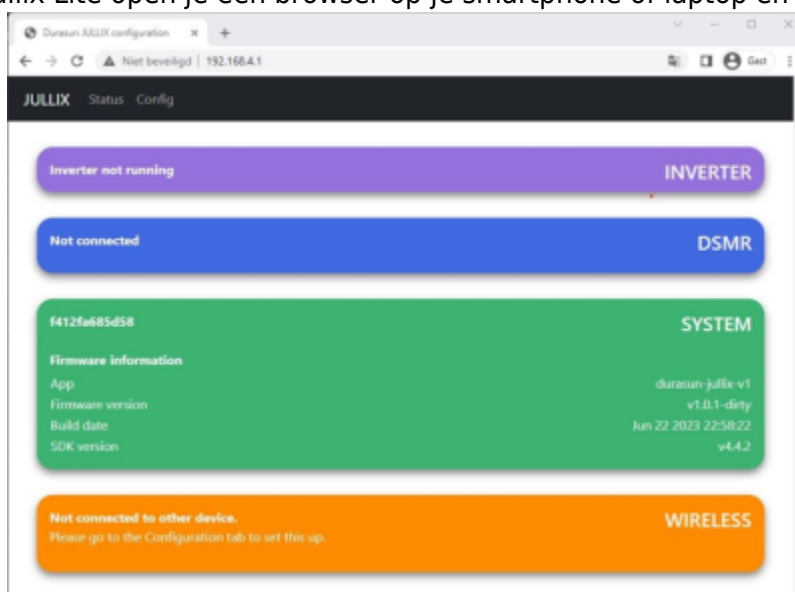 ullix Lite open je een browser op je smartphone of laptop en
Durasun JULLIX configuration × +
Niet beveiligd | 192.168.4.1 Gast
JULLIX Status Config
Inverter not running INVERTER
Not connected DSMR
f412fa685d58 SYSTEM
Firmware information
App durasun-jullix-v1
Firmware version v1.0.1-dirty
Build date Jun 22 2023 22:58:22
SDK version v4.4.2
Not connected to other device. WIRELESS
Please go to the Configuration tab to set this up.